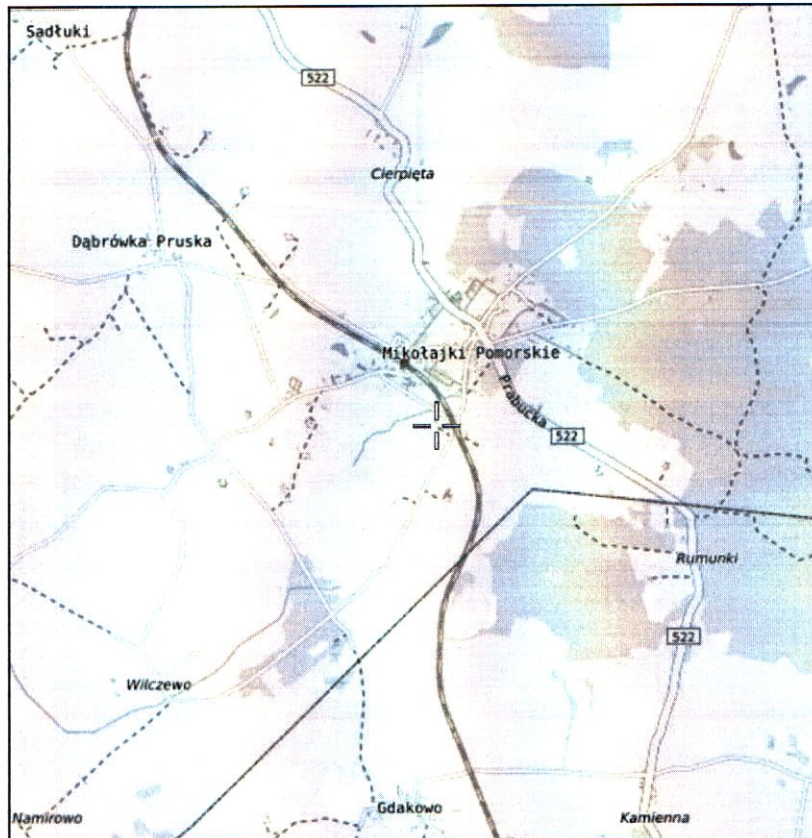 Sadłuki
522
Cierpięta
Dąbrówka Pruska
Mikołajki Pomorskie
Prabucka
522
Rumunki
522
Wilczewo
Gdakowo
Namirowo
Kamienna